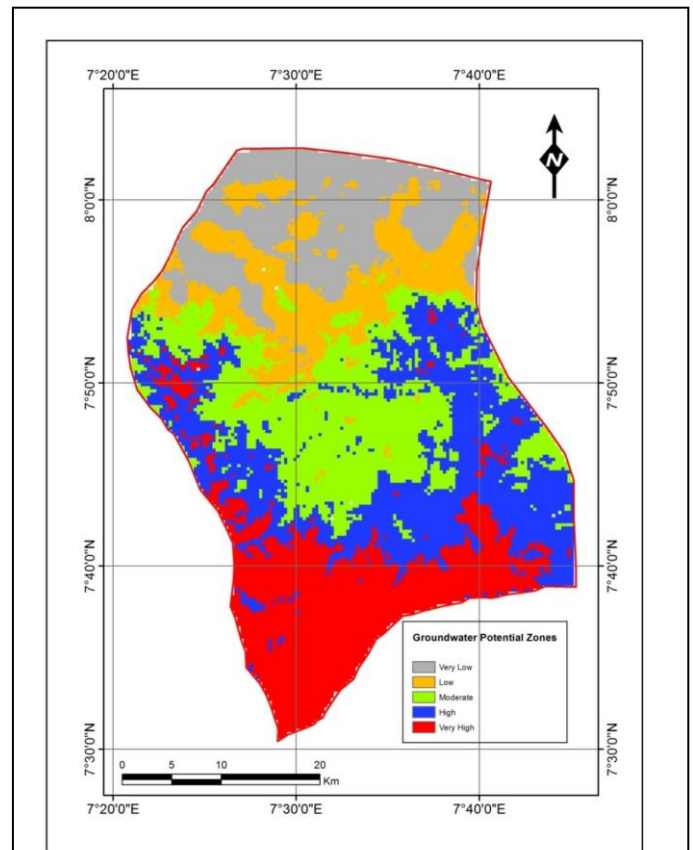 7°20'0"E 7°30'0"E 7°40'0"E
N
8°0'0"N 8°0'0"N
7°50'0"N 7°50'0"N
7°40'0"N 7°40'0"N
Groundwater Potential Zones
Very Low
Low
Moderate
High
Very High
7°30'0"N 7°30'0"N
0 5 10 20
Km
7°20'0"E 7°30'0"E 7°40'0"E